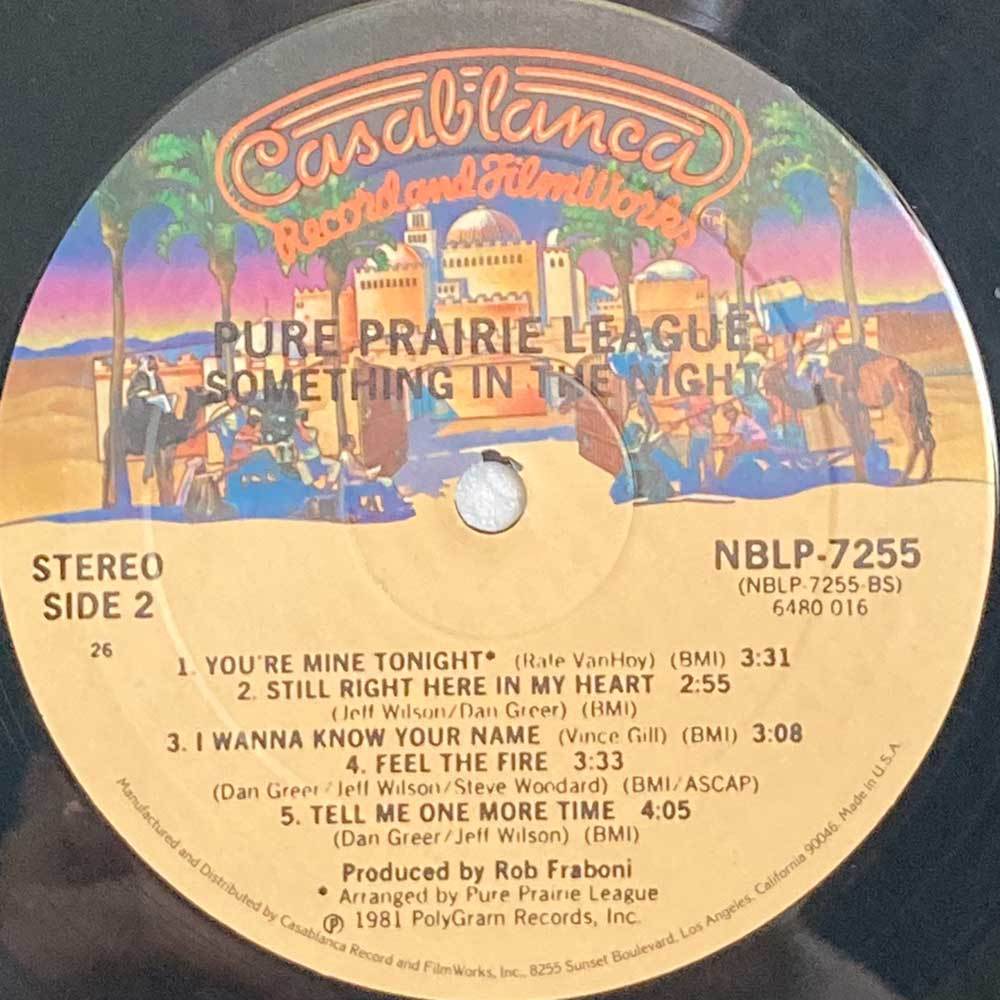 Casablanca
Record and FilmWorks
PURE PRAIRIE LEAGUE
SOMETHING IN THE NIGHT
STEREO
SIDE 2
26
NBLP-7255
(NBLP-7255-BS)
6480 016
1. YOU'RE MINE TONIGHT* (Rafe VanHoy) (BMI) 3:31
2. STILL RIGHT HERE IN MY HEART 2:55
(Jeff Wilson/Dan Greer) (BMI)
3. I WANNA KNOW YOUR NAME (Vince Gill) (BMI) 3:08
4. FEEL THE FIRE 3:33
(Dan Greer/Jeff Wilson/Steve Woodard) (BMI/ASCAP)
5. TELL ME ONE MORE TIME 4:05
(Dan Greer/Jeff Wilson) (BMI)
Produced by Rob Fraboni
* Arranged by Pure Prairie League
℗ 1981 PolyGram Records, Inc.
Manufactured and Distributed by Casablanca Record and FilmWorks, Inc., 8255 Sunset Boulevard, Los Angeles, California 90046. Made in U.S.A.